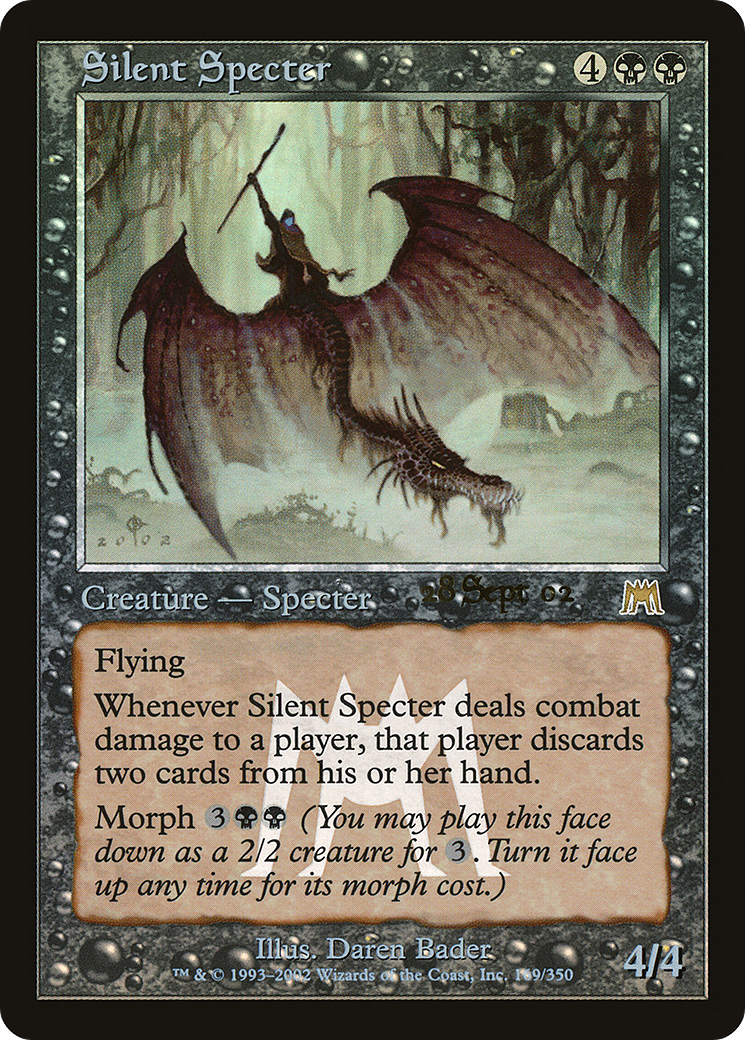 Silent Specter 4
2002
Creature — Specter 28 Sept 02
Flying
Whenever Silent Specter deals combat
damage to a player, that player discards
two cards from his or her hand.
Morph 3 (You may play this face
down as a 2/2 creature for 3. Turn it face
up any time for its morph cost.)
Illus. Daren Bader
™ & © 1993–2002 Wizards of the Coast, Inc. 169/350
4/4